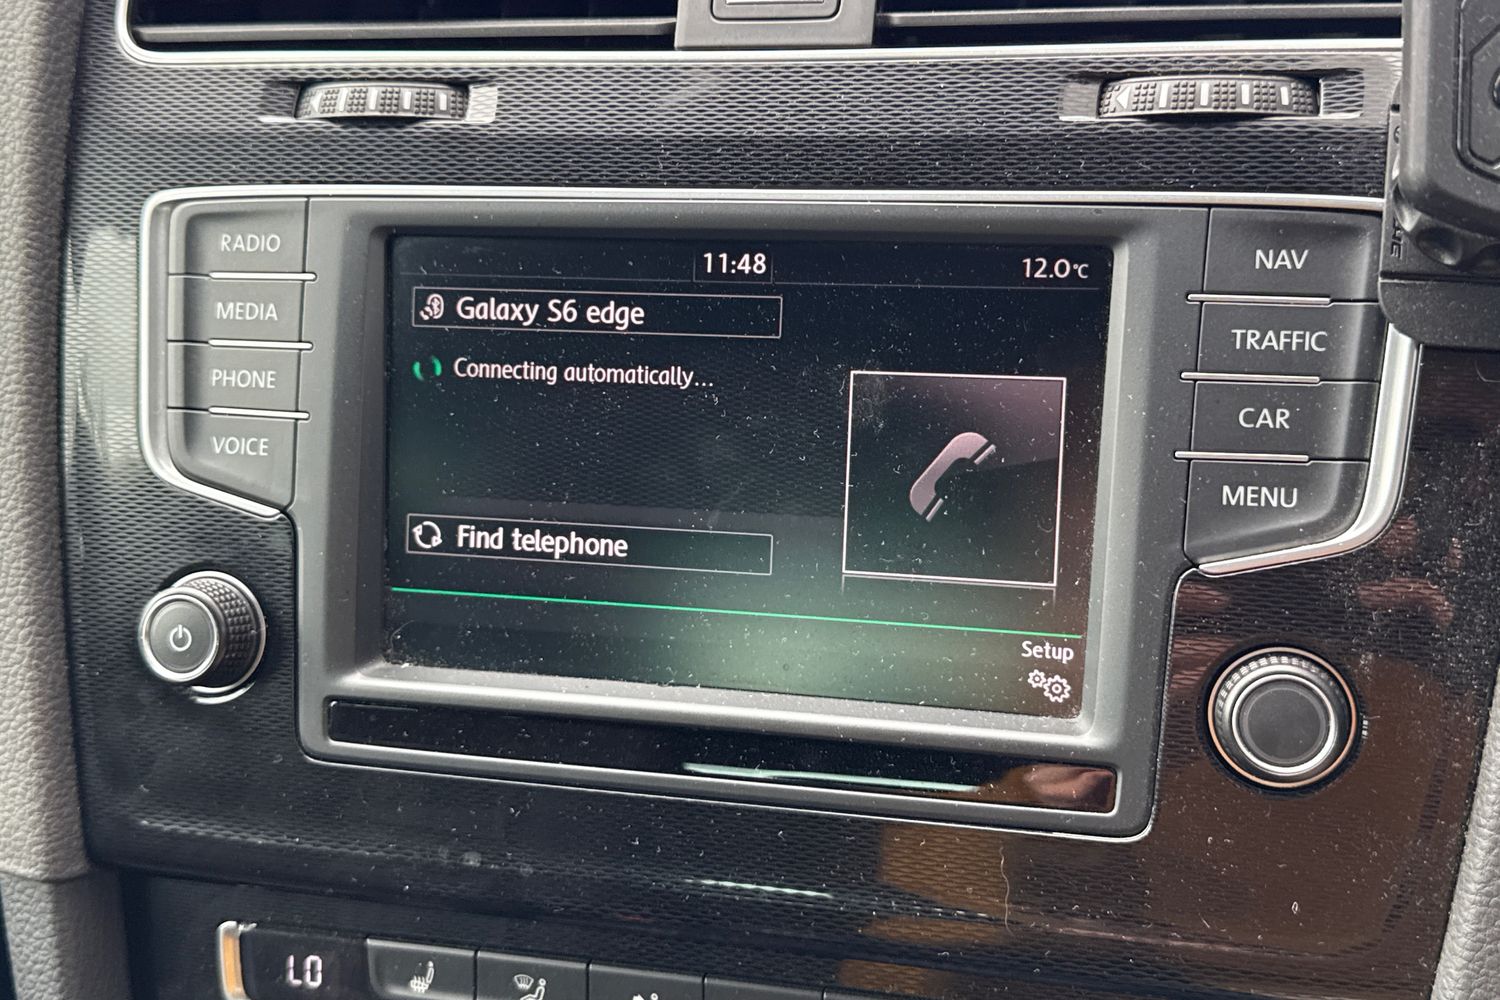 RADIO
MEDIA
PHONE
VOICE
11:48
12.0°C
Galaxy S6 edge
Connecting automatically...
Find telephone
Setup
NAV
TRAFFIC
CAR
MENU
LO